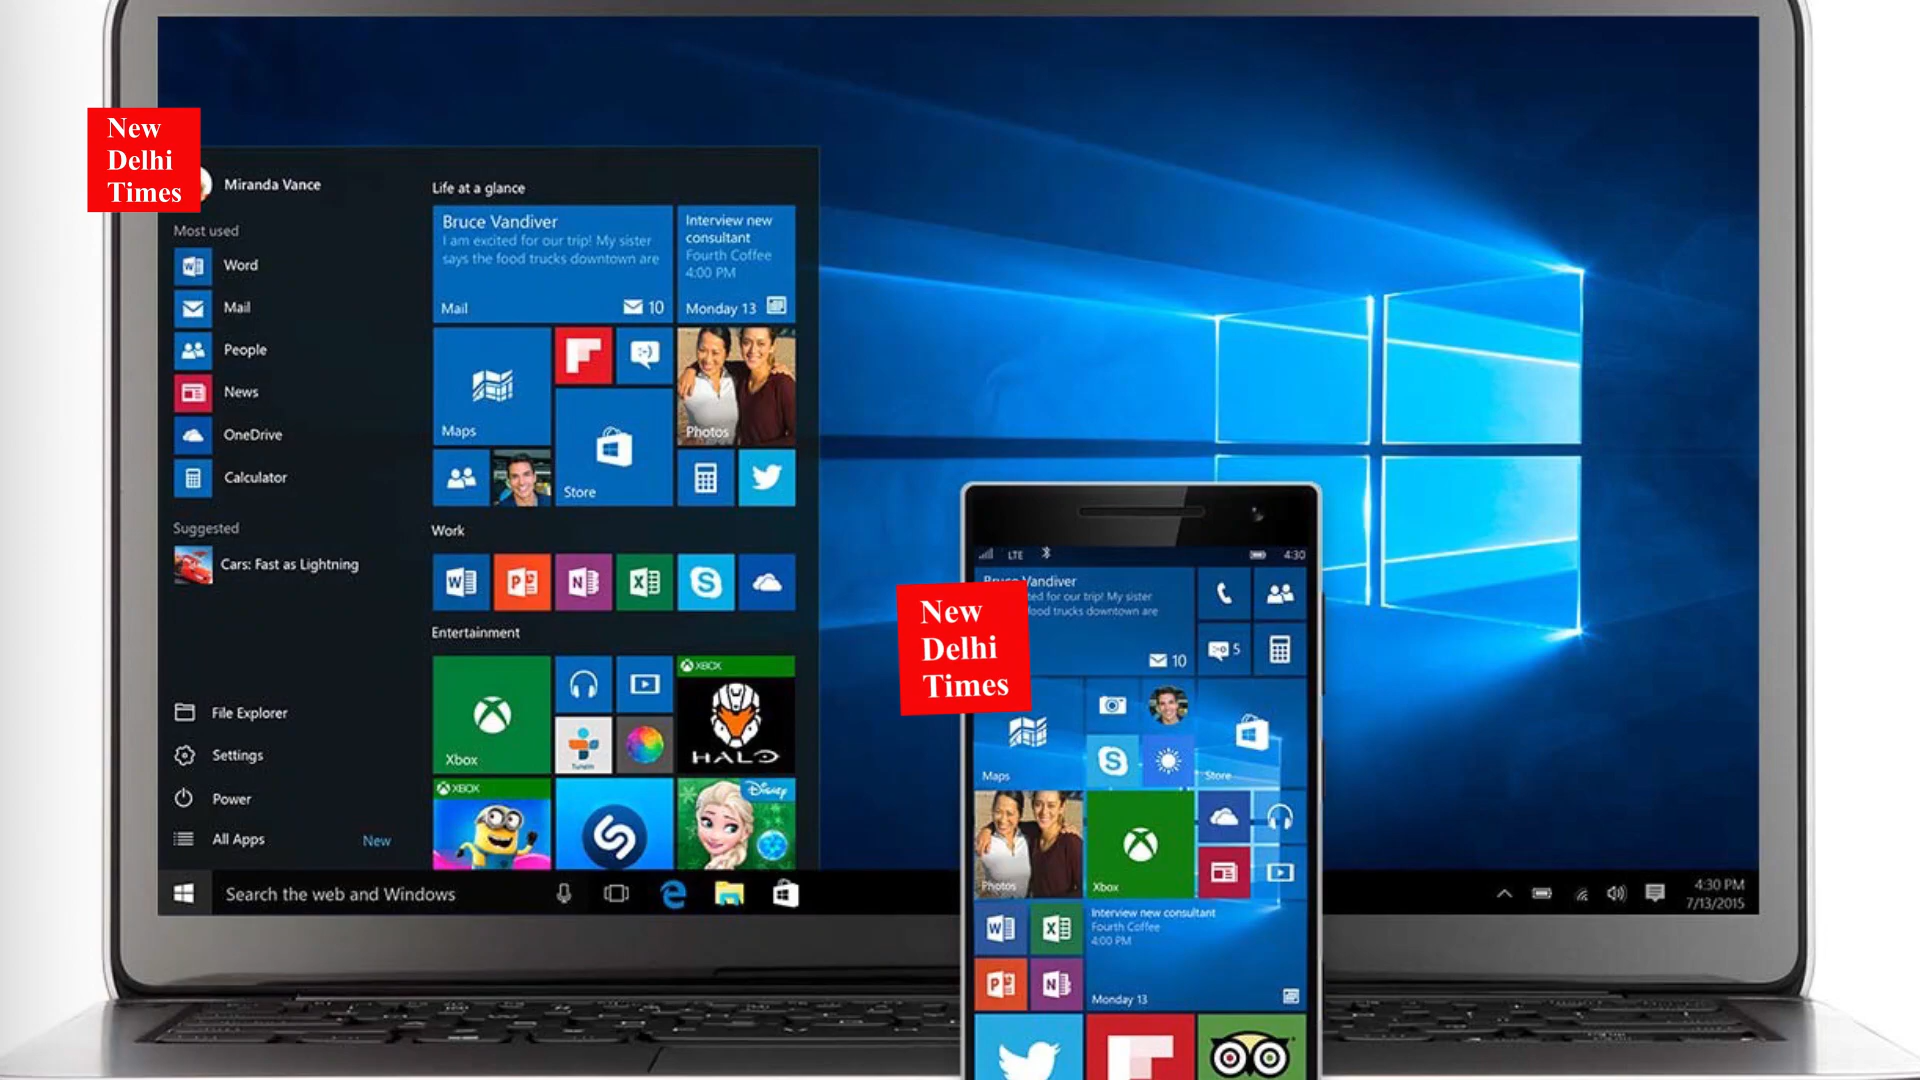 New
Delhi
Times
Miranda Vance
Most used
Word
Mail
People
News
OneDrive
Calculator
Suggested
Cars: Fast as Lightning
File Explorer
Settings
Power
All Apps New
Life at a glance
Bruce Vandiver
I am excited for our trip! My sister
says the food trucks downtown are
Mail 10
Interview new
consultant
Fourth Coffee
4:00 PM
Monday 13
Maps
Store
Photos
Work
Entertainment
Xbox
TuneIn
XBOX
HALO
XBOX
Disney
Search the web and Windows
4:30 PM
7/13/2015
LTE 4:30
Bruce Vandiver
ted for our trip! My sister
food trucks downtown are
10
5
New
Delhi
Times
Maps
Store
Photos
Xbox
Interview new consultant
Fourth Coffee
4:00 PM
Monday 13